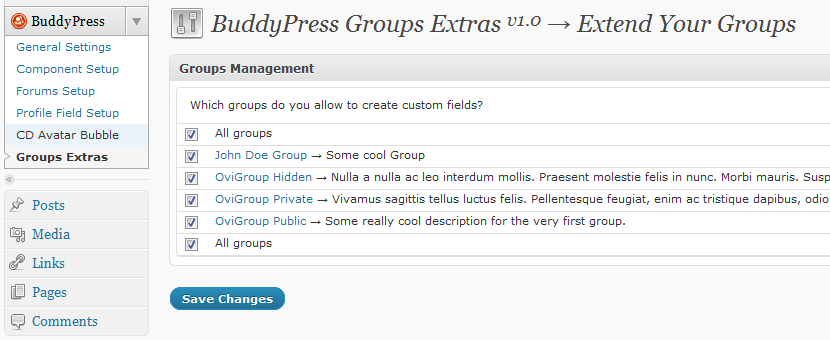 BuddyPress
General Settings
Component Setup
Forums Setup
Profile Field Setup
CD Avatar Bubble
Groups Extras
Posts
Media
Links
Pages
Comments
BuddyPress Groups Extras v1.0 → Extend Your Groups
Groups Management
Which groups do you allow to create custom fields?
All groups
John Doe Group → Some cool Group
OviGroup Hidden → Nulla a nulla ac leo interdum mollis. Praesent molestie felis in nunc. Morbi mauris. Susp
OviGroup Private → Vivamus sagittis tellus luctus felis. Pellentesque feugiat, enim ac tristique dapibus, odio
OviGroup Public → Some really cool description for the very first group.
All groups
Save Changes